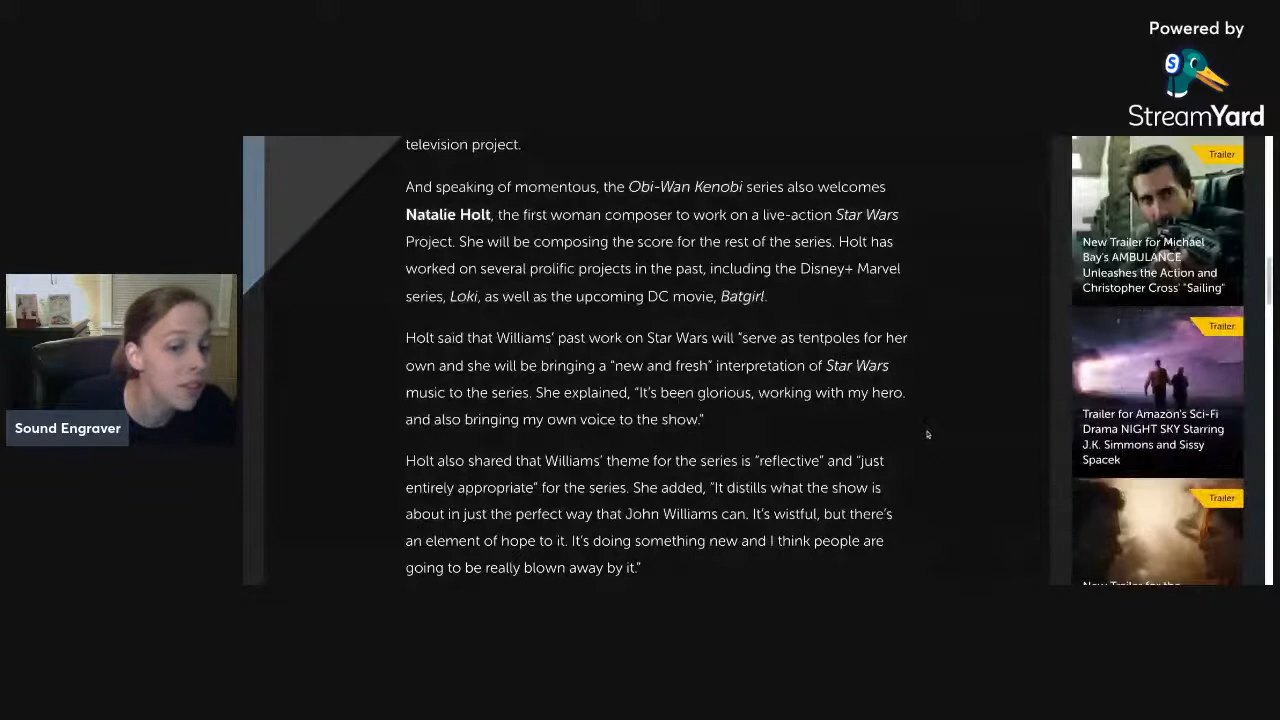 Powered by
S
StreamYard
television project.
And speaking of momentous, the Obi-Wan Kenobi series also welcomes
Natalie Holt, the first woman composer to work on a live-action Star Wars
Project. She will be composing the score for the rest of the series. Holt has
worked on several prolific projects in the past, including the Disney+ Marvel
series, Loki, as well as the upcoming DC movie, Batgirl.
Holt said that Williams’ past work on Star Wars will “serve as tentpoles for her
own and she will be bringing a “new and fresh” interpretation of Star Wars
music to the series. She explained, “It’s been glorious, working with my hero.
and also bringing my own voice to the show."
Holt also shared that Williams’ theme for the series is “reflective” and “just
entirely appropriate” for the series. She added, “It distills what the show is
about in just the perfect way that John Williams can. It’s wistful, but there’s
an element of hope to it. It’s doing something new and I think people are
going to be really blown away by it.”
Sound Engraver
Trailer
New Trailer for Michael
Bay's AMBULANCE
Unleashes the Action and
Christopher Cross' "Sailing"
Trailer
Trailer for Amazon's Sci-Fi
Drama NIGHT SKY Starring
J.K. Simmons and Sissy
Spacek
Trailer
New Trailer for the